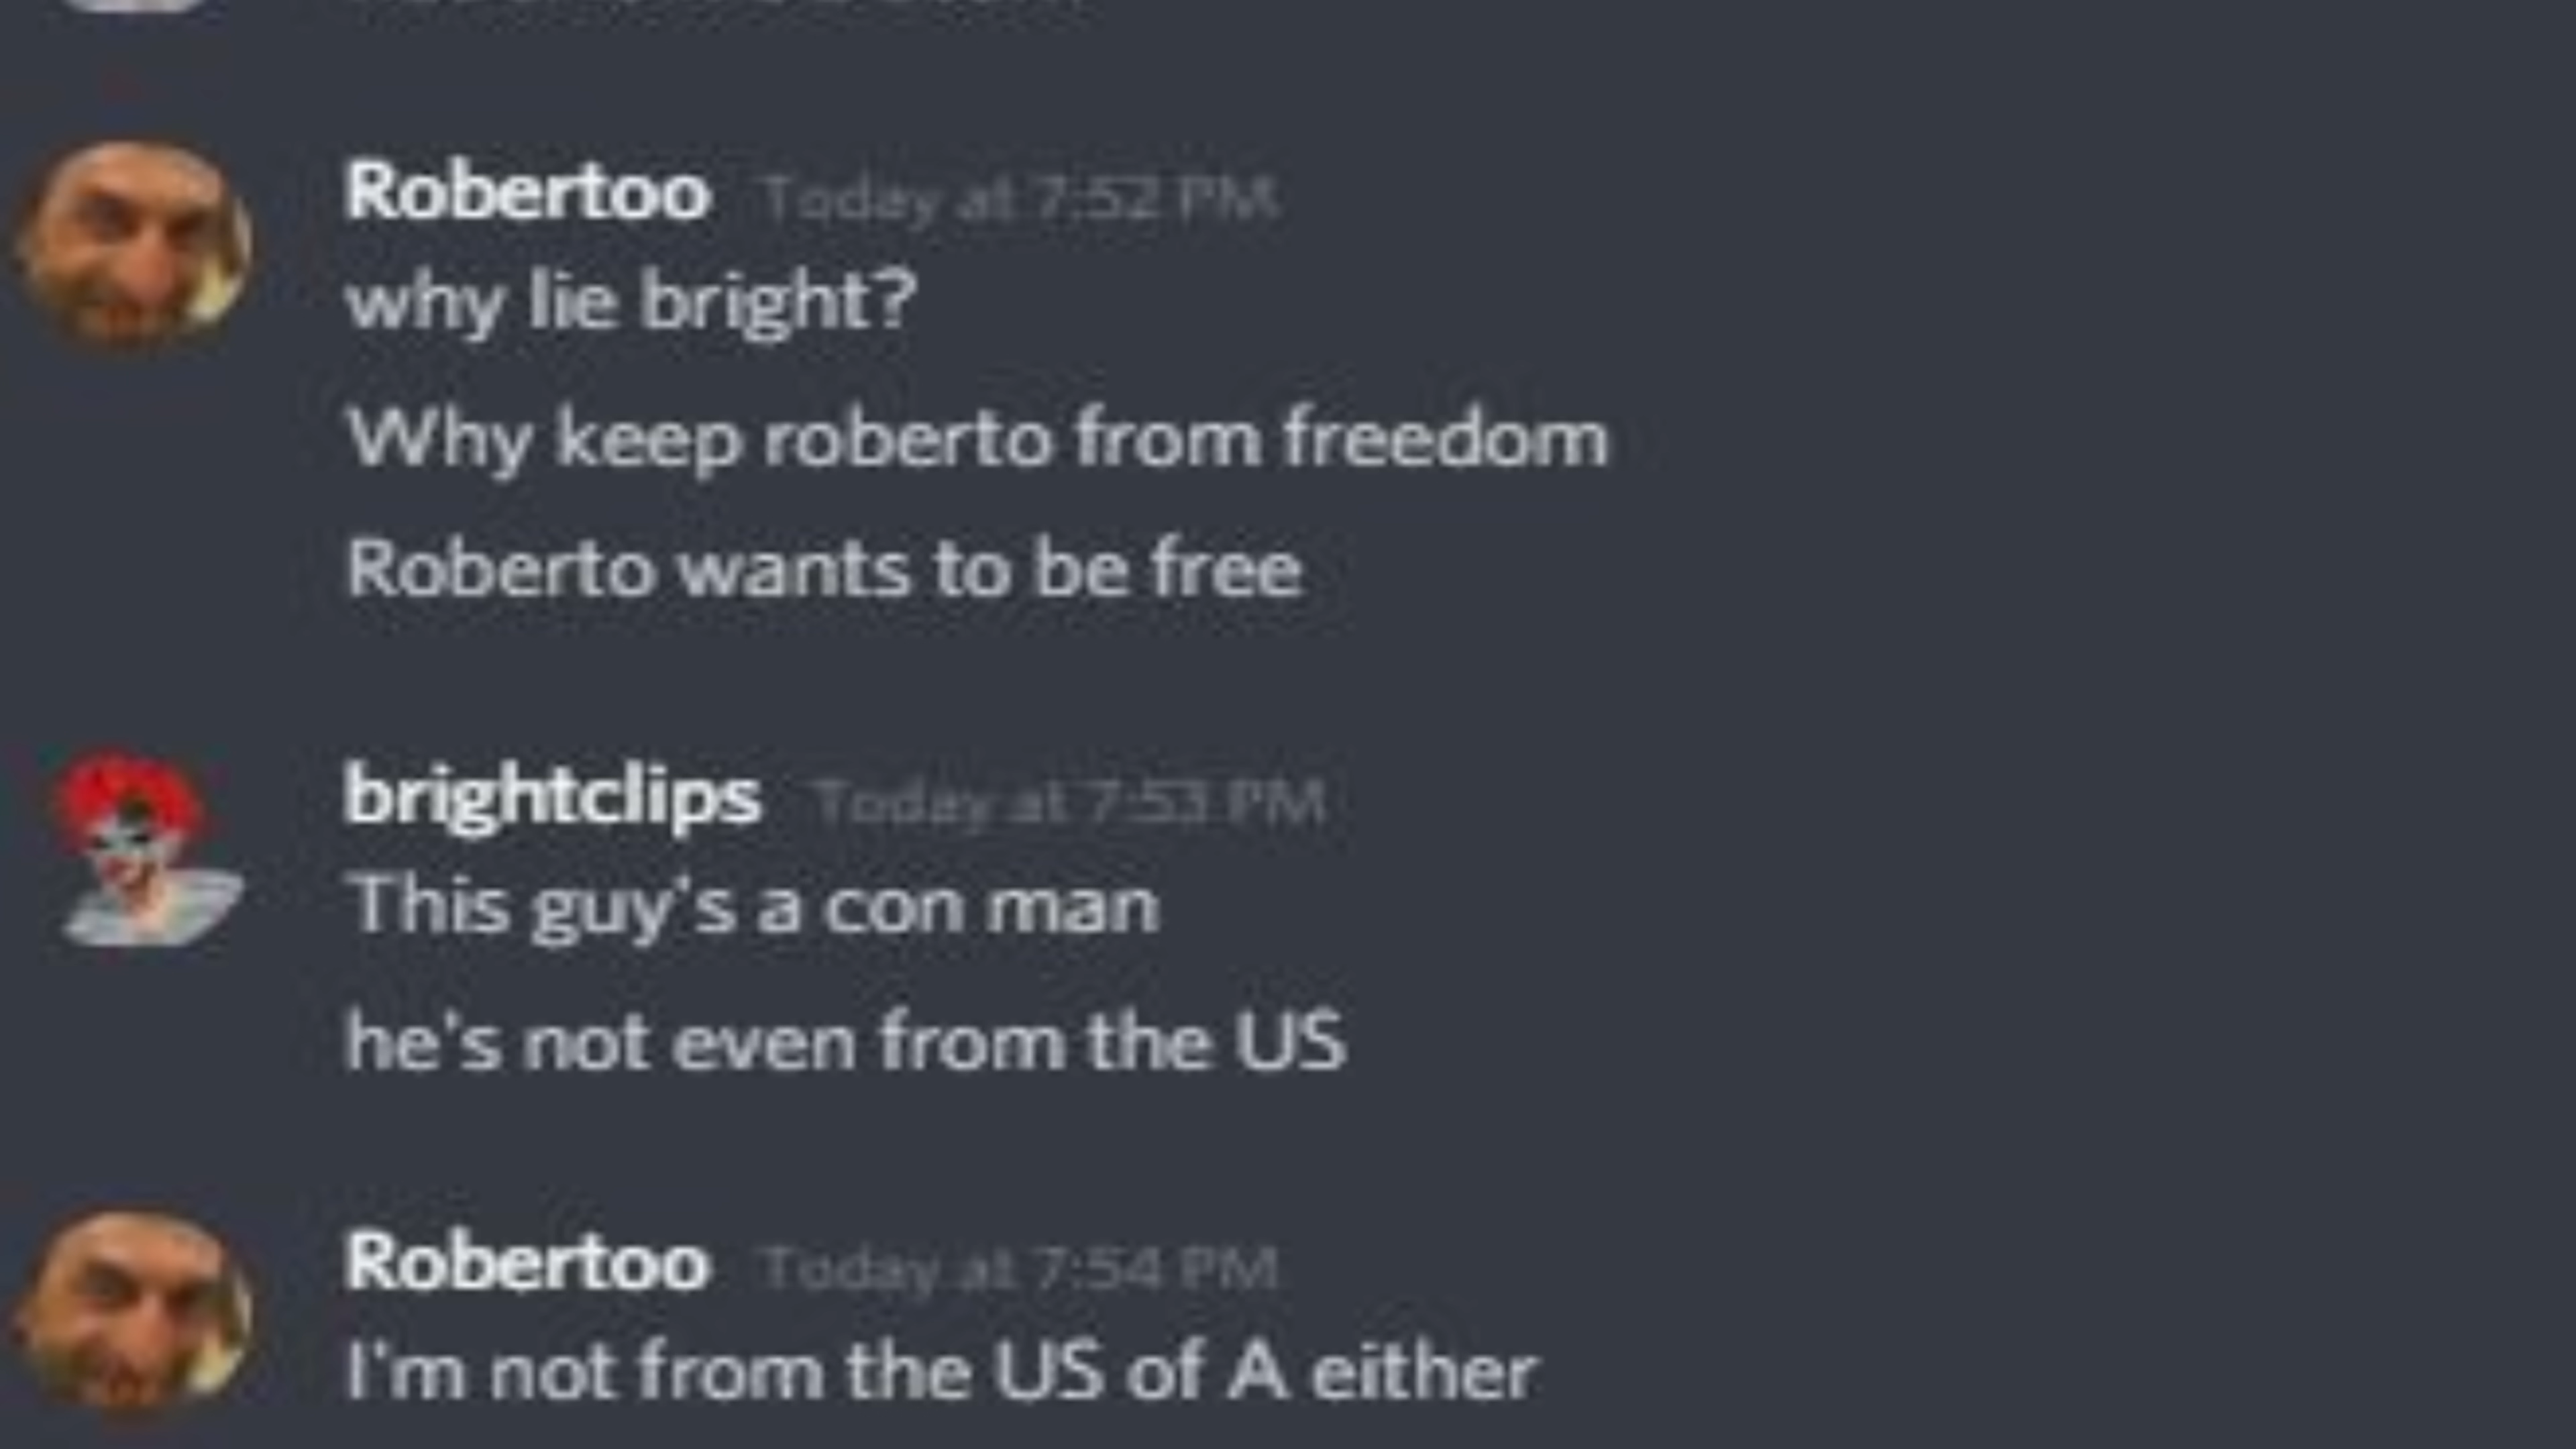 Robertoo Today at 7:52 PM
why lie bright?
Why keep roberto from freedom
Roberto wants to be free
brightclips Today at 7:53 PM
This guy's a con man
he's not even from the US
Robertoo Today at 7:54 PM
I'm not from the US of A either